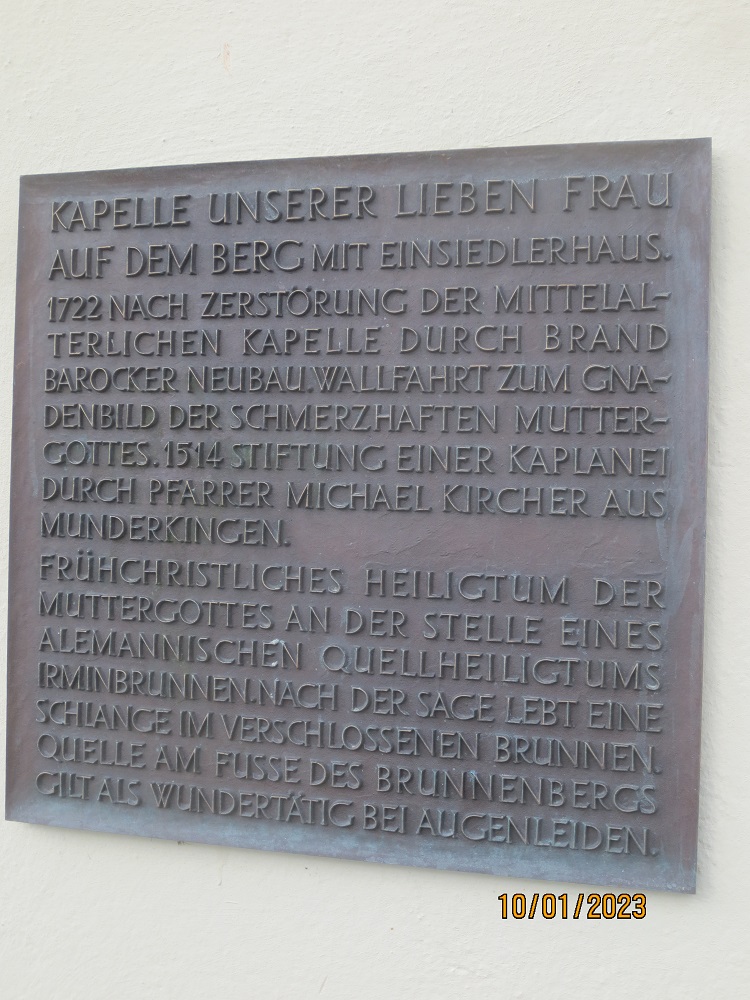 KAPELLE UNSERER LIEBEN FRAU
AUF DEM BERG MIT EINSIEDLERHAUS.
1722 NACH ZERSTÖRUNG DER MITTELAL-
TERLICHEN KAPELLE DURCH BRAND
BAROCKER NEUBAU. WALLFAHRT ZUM GNA-
DENBILD DER SCHMERZHAFTEN MUTTER-
GOTTES. 1514 STIFTUNG EINER KAPLANEI
DURCH PFARRER MICHAEL KIRCHER AUS
MUNDERKINGEN.
FRÜHCHRISTLICHES HEILIGTUM DER
MUTTERGOTTES AN DER STELLE EINES
ALEMANNISCHEN QUELLHEILIGTUMS
IRMINBRUNNEN. NACH DER SAGE LEBT EINE
SCHLANGE IM VERSCHLOSSENEN BRUNNEN.
QUELLE AM FUSSE DES BRUNNENBERGS
GILT ALS WUNDERTÄTIG BEI AUGENLEIDEN.
10/01/2023